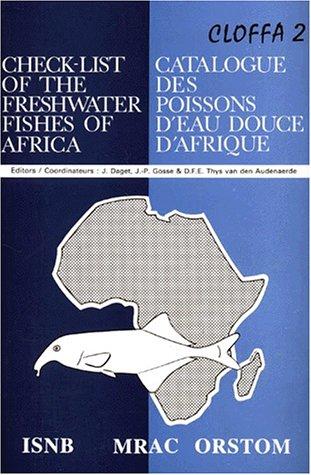 CLOFFA 2
CHECK-LIST
OF THE
FRESHWATER
FISHES OF
AFRICA
CATALOGUE
DES
POISSONS
D'EAU DOUCE
D'AFRIQUE
Editors / Coordinateurs : J. Daget, J.-P. Gosse & D.F.E. Thys van den Audenaerde
ISNB MRAC ORSTOM